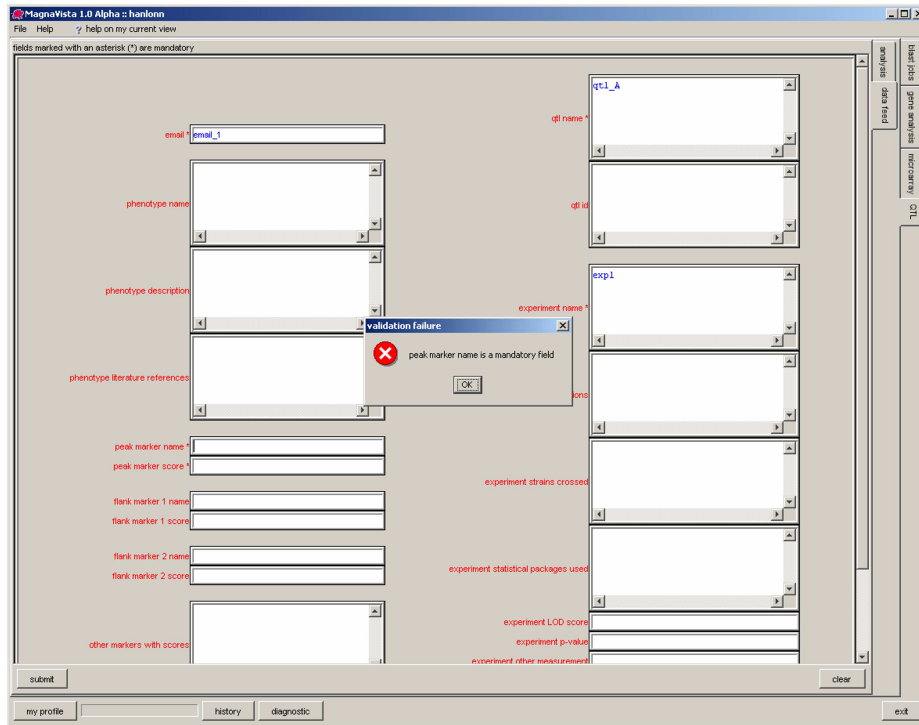 MagnaVista 1.0 Alpha :: hanlonn
File Help ? help on my current view
fields marked with an asterisk (*) are mandatory
email *
email_1
phenotype name
phenotype description
phenotype literature references
peak marker name *
peak marker score *
flank marker 1 name
flank marker 1 score
flank marker 2 name
flank marker 2 score
other markers with scores
qtl name *
qtl_A
qtl id
experiment name *
exp1
ions
experiment strains crossed
experiment statistical packages used
experiment LOD score
experiment p-value
experiment other measurement
validation failure
peak marker name is a mandatory field
OK
analysis
data feed
blast jobs
gene analysis
microarray
QTL
submit
clear
my profile
history
diagnostic
exit